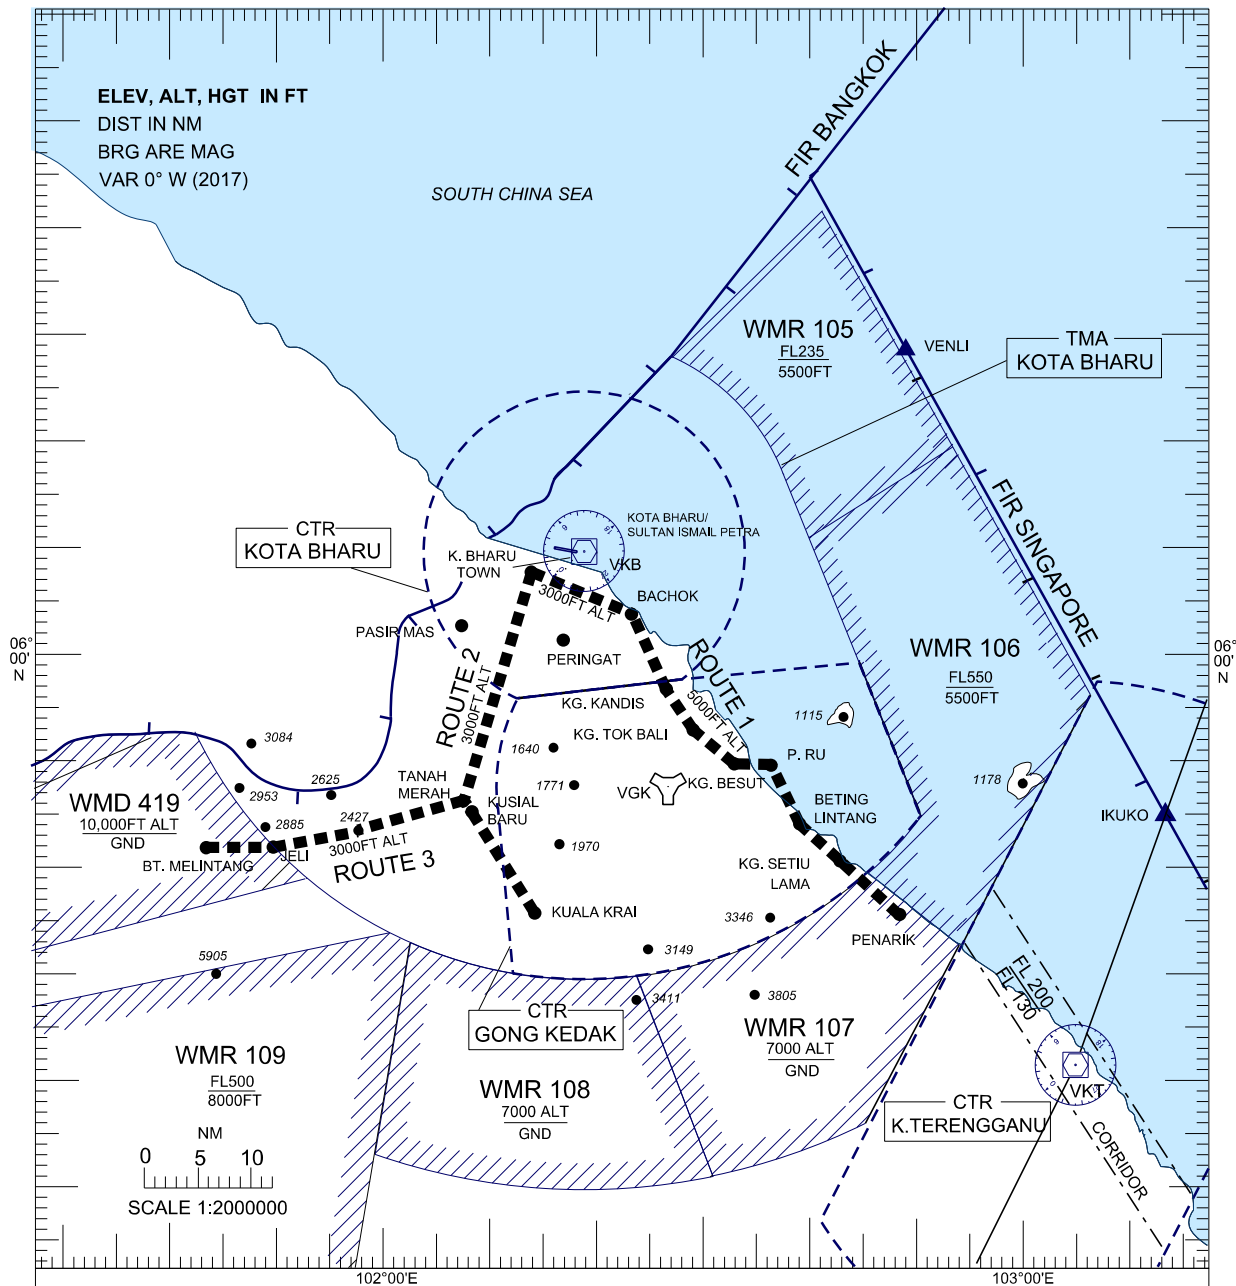 ELEV, ALT, HGT IN FT
DIST IN NM
BRG ARE MAG
VAR 0° W (2017)
SOUTH CHINA SEA
FIR BANGKOK
WMR 105
FL235
5500FT
VENLI
TMA
KOTA BHARU
FIR SINGAPORE
CTR
KOTA BHARU
KOTA BHARU/
SULTAN ISMAIL PETRA
K. BHARU
TOWN
VKB
3000FT ALT
BACHOK
PASIR MAS
PERINGAT
06°
00'
N
06°
00'
N
ROUTE 2
3000FT ALT
ROUTE 1
5000FT ALT
WMR 106
FL550
5500FT
KG. KANDIS
KG. TOK BALI
1115
3084
1640
P. RU
TANAH
MERAH
1771
VGK
KG. BESUT
1178
2625
2953
WMD 419
10,000FT ALT
GND
KUSIAL
BARU
BETING
LINTANG
IKUKO
2885
2427
3000FT ALT
ROUTE 3
JELI
BT. MELINTANG
1970
KG. SETIU
LAMA
KUALA KRAI
3346
PENARIK
5905
3149
3411
3805
CTR
GONG KEDAK
FL 200
FL 130
WMR 109
FL500
8000FT
WMR 108
7000 ALT
GND
WMR 107
7000 ALT
GND
VKT
CTR
K.TERENGGANU
CORRIDOR
NM
0 5 10
SCALE 1:2000000
102°00'E
103°00'E